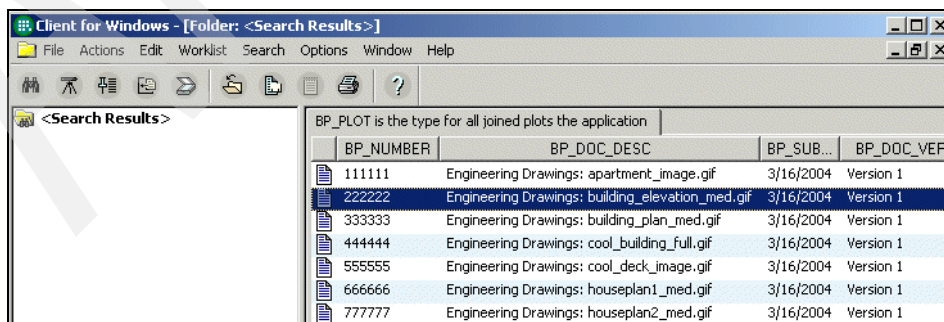 Client for Windows - [Folder: <Search Results>]
File Actions Edit Worklist Search Options Window Help
<Search Results>
BP_PLOT is the type for all joined plots the application
BP_NUMBER BP_DOC_DESC BP_SUB... BP_DOC_VER
111111 Engineering Drawings: apartment_image.gif 3/16/2004 Version 1
222222 Engineering Drawings: building_elevation_med.gif 3/16/2004 Version 1
333333 Engineering Drawings: building_plan_med.gif 3/16/2004 Version 1
444444 Engineering Drawings: cool_building_full.gif 3/16/2004 Version 1
555555 Engineering Drawings: cool_deck_image.gif 3/16/2004 Version 1
666666 Engineering Drawings: houseplan1_med.gif 3/16/2004 Version 1
777777 Engineering Drawings: houseplan2_med.gif 3/16/2004 Version 1